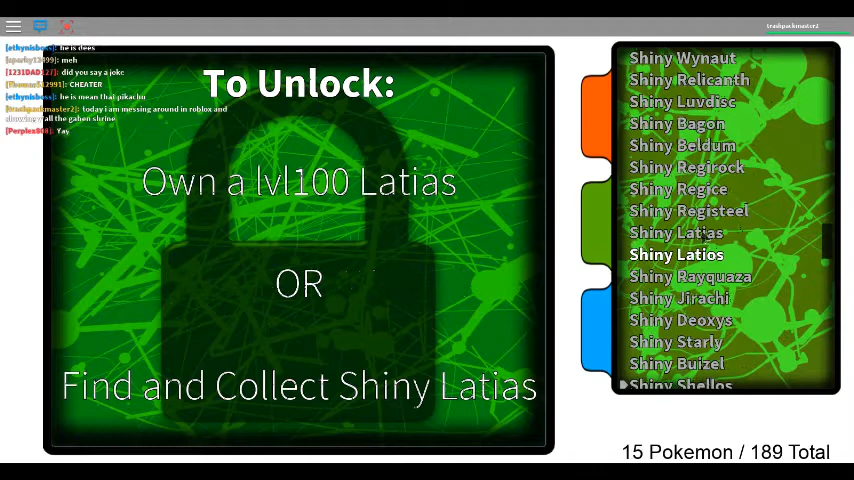 trashpackmaster2
[ethynisboss]: he is dees
[sparky13499]: meh
[1231DAD127]: did you say a joke
[Thomas512991]: CHEATER
[ethynisboss]: he is mean that pikachu
[trashpackmaster2]: today i am messing around in roblox and
showing y'all the gaben shrine
[Perplex808]: Yay
To Unlock:
Own a lvl100 Latias
OR
Find and Collect Shiny Latias
Shiny Wynaut
Shiny Relicanth
Shiny Luvdisc
Shiny Bagon
Shiny Beldum
Shiny Regirock
Shiny Regice
Shiny Registeel
Shiny Latias
Shiny Latios
Shiny Rayquaza
Shiny Jirachi
Shiny Deoxys
Shiny Starly
Shiny Buizel
Shiny Shellos
15 Pokemon / 189 Total